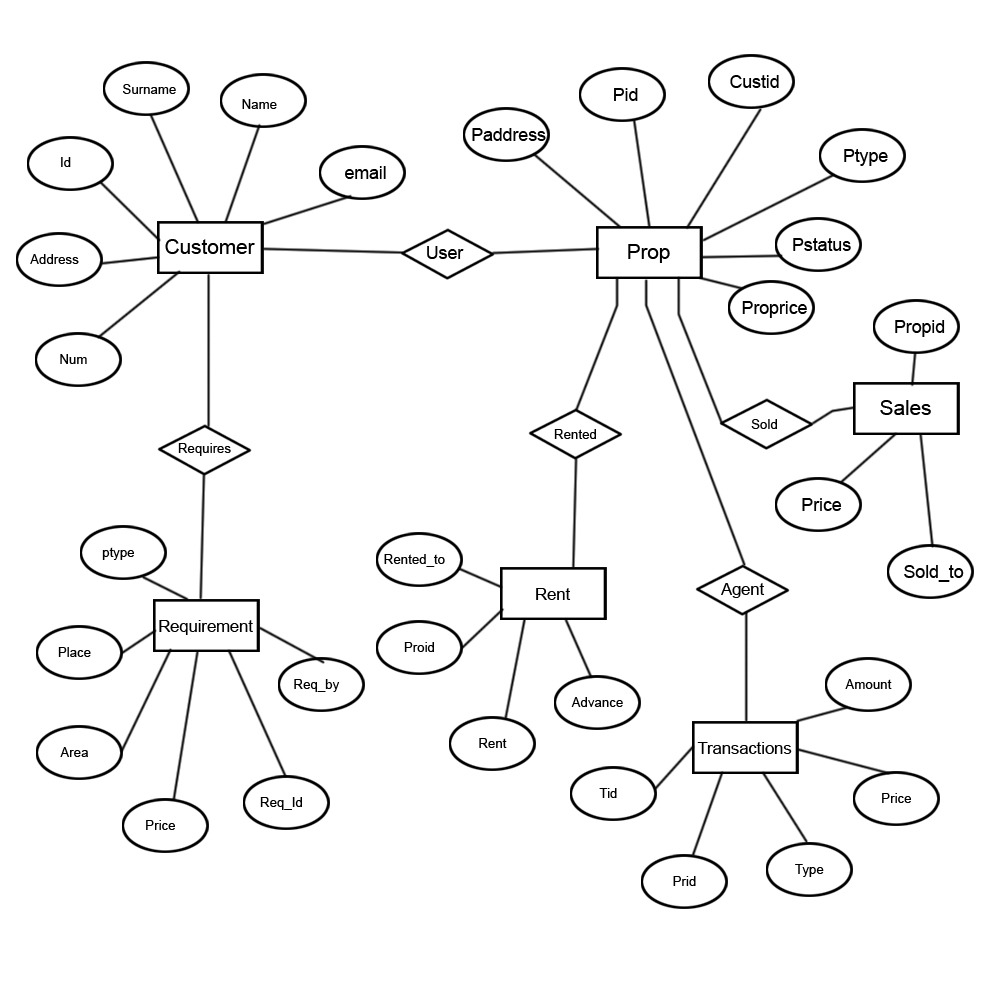 Surname
Name
Id
email
Address
Customer
Num
User
Paddress
Pid
Custid
Ptype
Prop
Pstatus
Proprice
Propid
Sales
Sold
Price
Sold_to
Requires
Rented
ptype
Requirement
Place
Req_by
Area
Price
Req_Id
Rented_to
Rent
Proid
Advance
Rent
Agent
Amount
Transactions
Tid
Price
Prid
Type